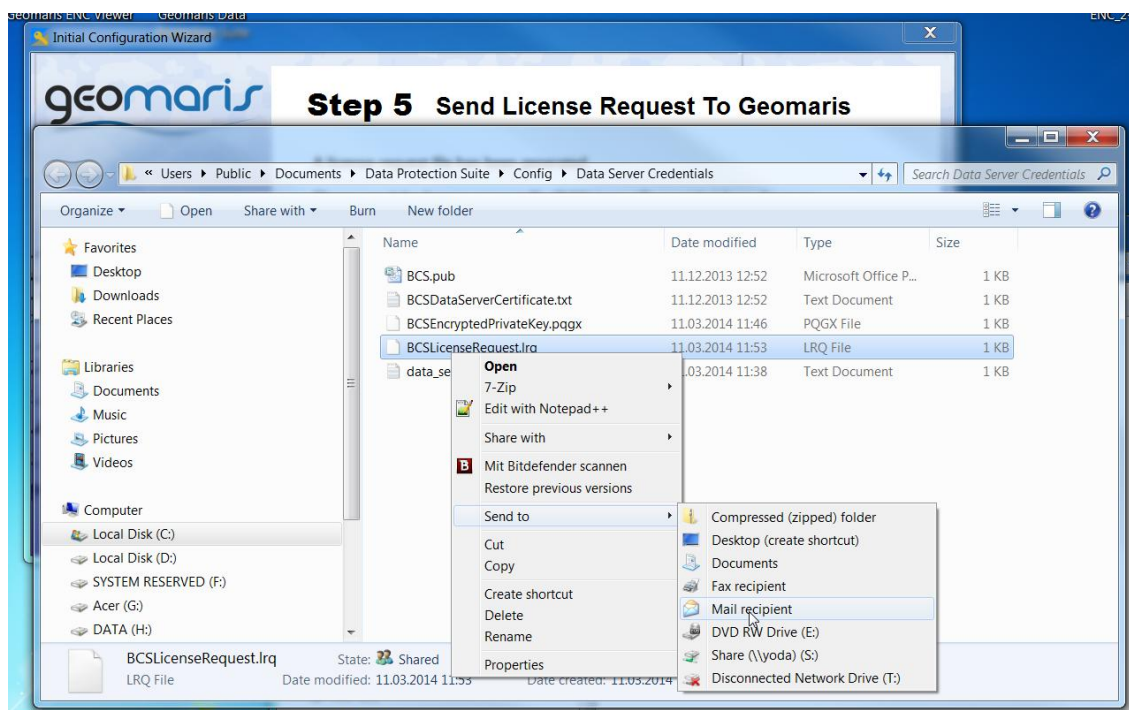 Geomaris ENC Viewer Geomaris Data
Initial Configuration Wizard
geomaris
Step 5 Send License Request To Geomaris
« Users Public Documents Data Protection Suite Config Data Server Credentials Search Data Server Credentials
Organize Open Share with Burn New folder
Name Date modified Type Size
Favorites
Desktop
Downloads
Recent Places
Libraries
Documents
Music
Pictures
Videos
Computer
Local Disk (C:)
Local Disk (D:)
SYSTEM RESERVED (F:)
Acer (G:)
DATA (H:)
BCS.pub 11.12.2013 12:52 Microsoft Office P... 1 KB
BCSDataServerCertificate.txt 11.12.2013 12:52 Text Document 1 KB
BCSEncryptedPrivateKey.pqgx 11.03.2014 11:46 PQGX File 1 KB
BCSLicenseRequest.lrq 11.03.2014 11:53 LRQ File 1 KB
data_se .03.2014 11:38 Text Document 1 KB
Open
7-Zip
Edit with Notepad++
Share with
Mit Bitdefender scannen
Restore previous versions
Send to
Cut
Copy
Create shortcut
Delete
Rename
Properties
Compressed (zipped) folder
Desktop (create shortcut)
Documents
Fax recipient
Mail recipient
DVD RW Drive (E:)
Share (\\yoda) (S:)
Disconnected Network Drive (T:)
BCSLicenseRequest.lrq State: Shared
LRQ File Date modified: 11.03.2014 11:53 Date created: 11.03.2014